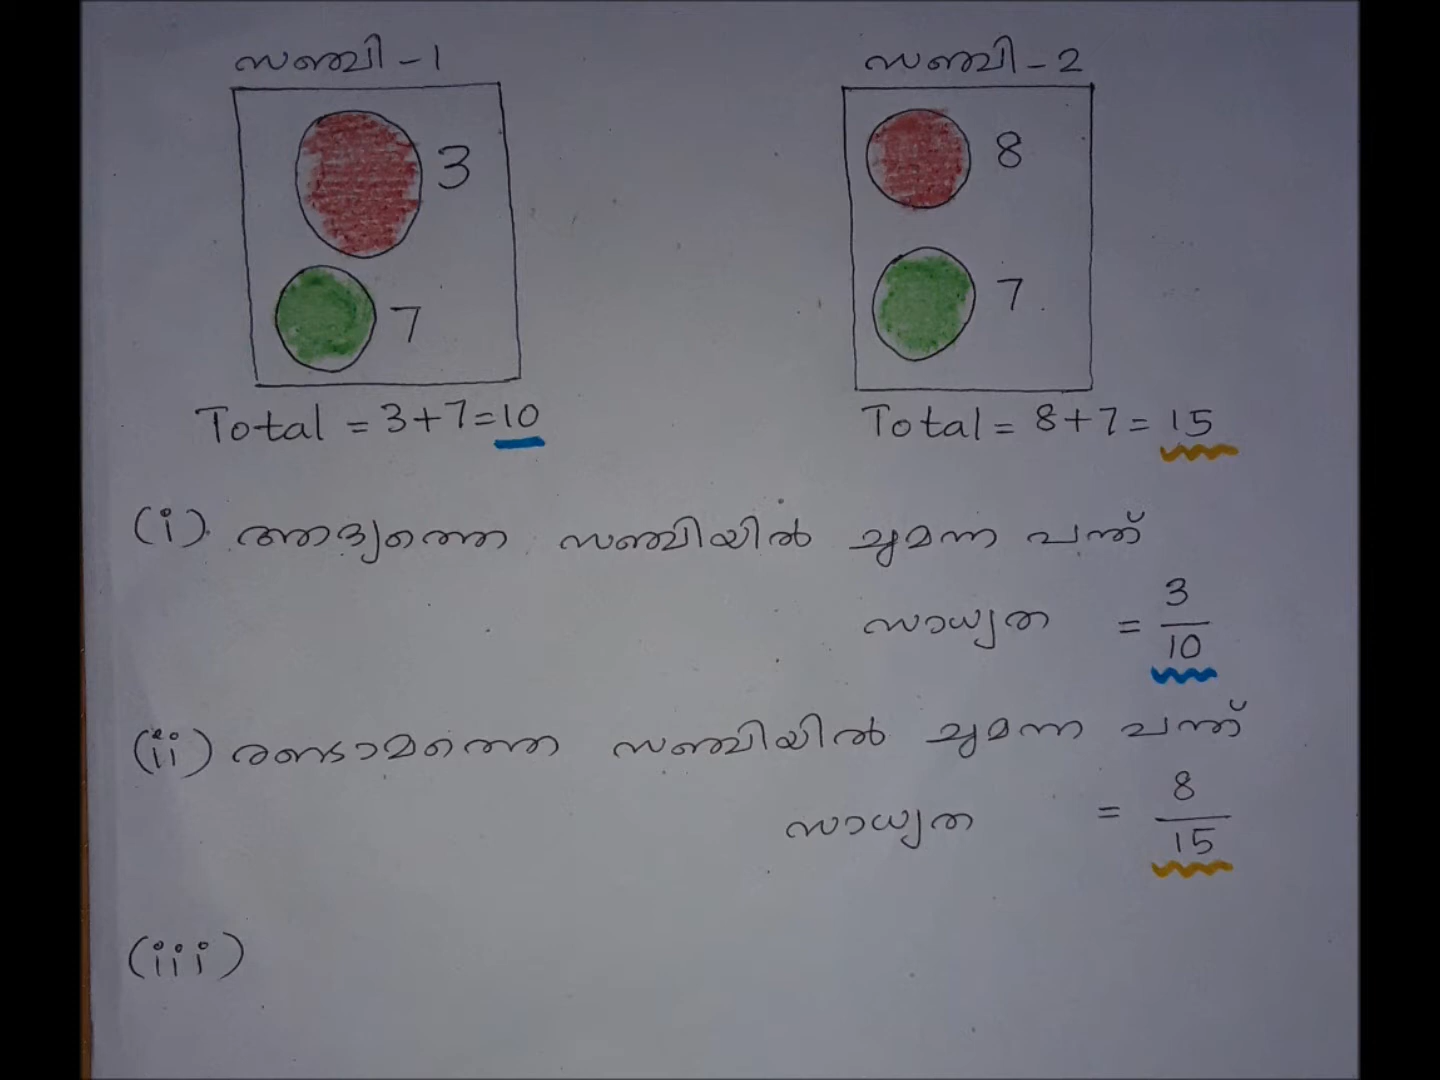 സഞ്ചി - 1
സഞ്ചി - 2
3
8
7
7
Total = 3+7=10
Total = 8+7= 15
(i). ആദ്യത്തെ സഞ്ചിയിൽ ചുമന്ന പന്ത്
സാധ്യത = 3/10
(ii) രണ്ടാമത്തെ സഞ്ചിയിൽ ചുമന്ന പന്ത്
സാധ്യത = 8/15
(iii)